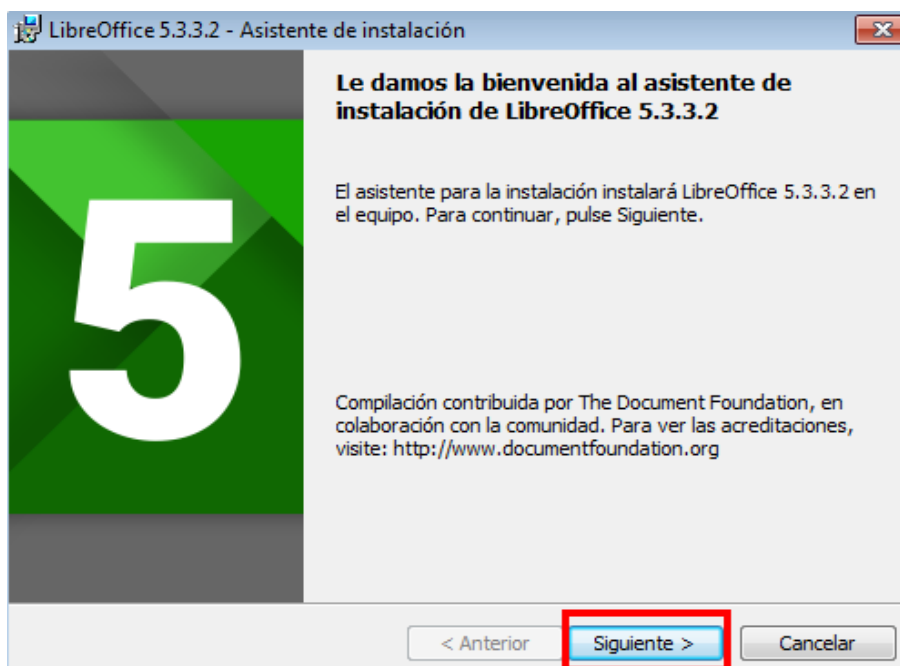 LibreOffice 5.3.3.2 - Asistente de instalación
5
Le damos la bienvenida al asistente de
instalación de LibreOffice 5.3.3.2
El asistente para la instalación instalará LibreOffice 5.3.3.2 en
el equipo. Para continuar, pulse Siguiente.
Compilación contribuida por The Document Foundation, en
colaboración con la comunidad. Para ver las acreditaciones,
visite: http://www.documentfoundation.org
< Anterior Siguiente > Cancelar